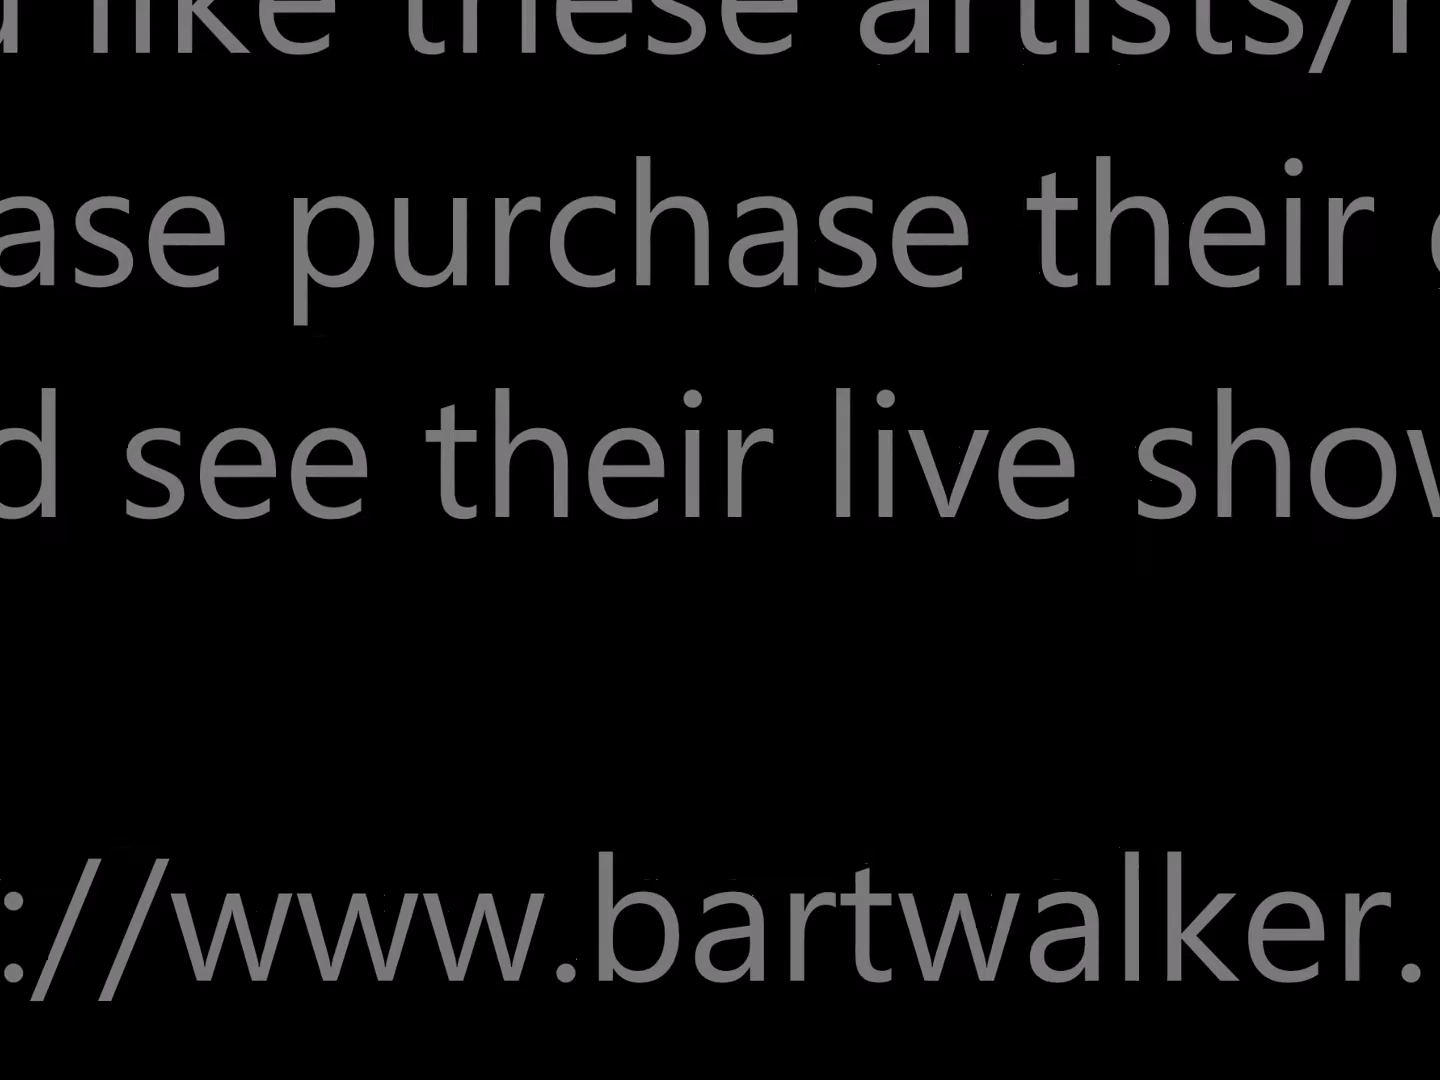 like these artists/
ase purchase their
d see their live show
://www.bartwalker.